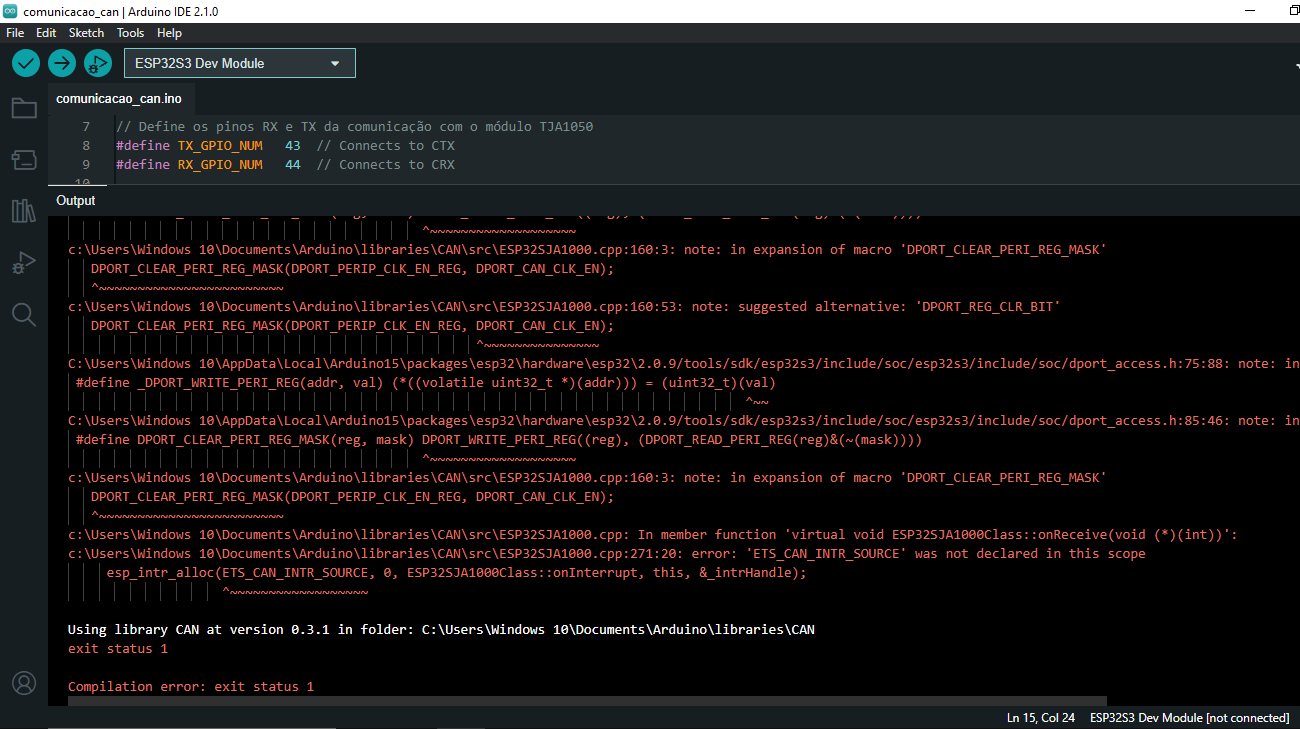 comunicacao_can | Arduino IDE 2.1.0
File Edit Sketch Tools Help
ESP32S3 Dev Module
comunicacao_can.ino
7 // Define os pinos RX e TX da comunicação com o módulo TJA1050
8 #define TX_GPIO_NUM 43 // Connects to CTX
9 #define RX_GPIO_NUM 44 // Connects to CRX
10
Output
^~~~~~~~~~~~~~~~~~~~
c:\Users\Windows 10\Documents\Arduino\libraries\CAN\src\ESP32SJA1000.cpp:160:3: note: in expansion of macro 'DPORT_CLEAR_PERI_REG_MASK'
DPORT_CLEAR_PERI_REG_MASK(DPORT_PERIP_CLK_EN_REG, DPORT_CAN_CLK_EN);
^~~~~~~~~~~~~~~~~~~~~~~~~
c:\Users\Windows 10\Documents\Arduino\libraries\CAN\src\ESP32SJA1000.cpp:160:53: note: suggested alternative: 'DPORT_REG_CLR_BIT'
DPORT_CLEAR_PERI_REG_MASK(DPORT_PERIP_CLK_EN_REG, DPORT_CAN_CLK_EN);
^~~~~~~~~~~~~~~~
C:\Users\Windows 10\AppData\Local\Arduino15\packages\esp32\hardware\esp32\2.0.9/tools/sdk/esp32s3/include/soc/esp32s3/include/soc/dport_access.h:75:88: note: in
#define _DPORT_WRITE_PERI_REG(addr, val) (*((volatile uint32_t *)(addr))) = (uint32_t)(val)
^~~
C:\Users\Windows 10\AppData\Local\Arduino15\packages\esp32\hardware\esp32\2.0.9/tools/sdk/esp32s3/include/soc/esp32s3/include/soc/dport_access.h:85:46: note: in
#define DPORT_CLEAR_PERI_REG_MASK(reg, mask) DPORT_WRITE_PERI_REG((reg), (DPORT_READ_PERI_REG(reg)&(~(mask))))
^~~~~~~~~~~~~~~~~~~~
c:\Users\Windows 10\Documents\Arduino\libraries\CAN\src\ESP32SJA1000.cpp:160:3: note: in expansion of macro 'DPORT_CLEAR_PERI_REG_MASK'
DPORT_CLEAR_PERI_REG_MASK(DPORT_PERIP_CLK_EN_REG, DPORT_CAN_CLK_EN);
^~~~~~~~~~~~~~~~~~~~~~~~~
c:\Users\Windows 10\Documents\Arduino\libraries\CAN\src\ESP32SJA1000.cpp: In member function 'virtual void ESP32SJA1000Class::onReceive(void (*)(int))':
c:\Users\Windows 10\Documents\Arduino\libraries\CAN\src\ESP32SJA1000.cpp:271:20: error: 'ETS_CAN_INTR_SOURCE' was not declared in this scope
esp_intr_alloc(ETS_CAN_INTR_SOURCE, 0, ESP32SJA1000Class::onInterrupt, this, &_intrHandle);
^~~~~~~~~~~~~~~~~~~
Using library CAN at version 0.3.1 in folder: C:\Users\Windows 10\Documents\Arduino\libraries\CAN
exit status 1
Compilation error: exit status 1
Ln 15, Col 24 ESP32S3 Dev Module [not connected]